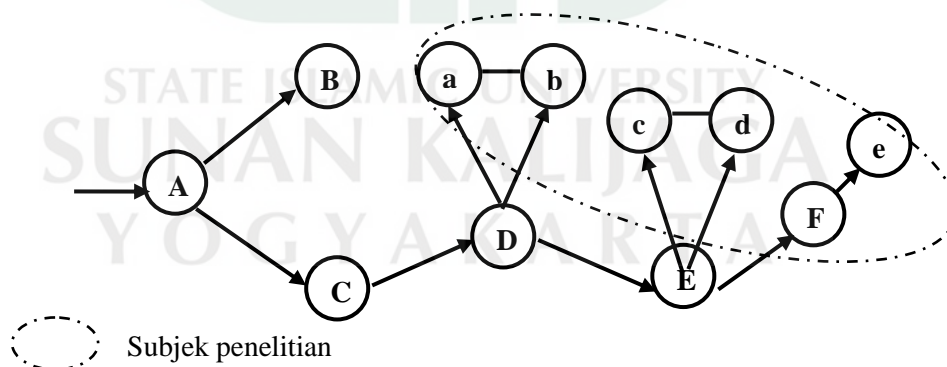 STATE ISLAMIC UNIVERSITY
SUNAN KALIJAGA
YOGYAKARTA
B
a
b
c
d
e
A
F
D
E
C
Subjek penelitian